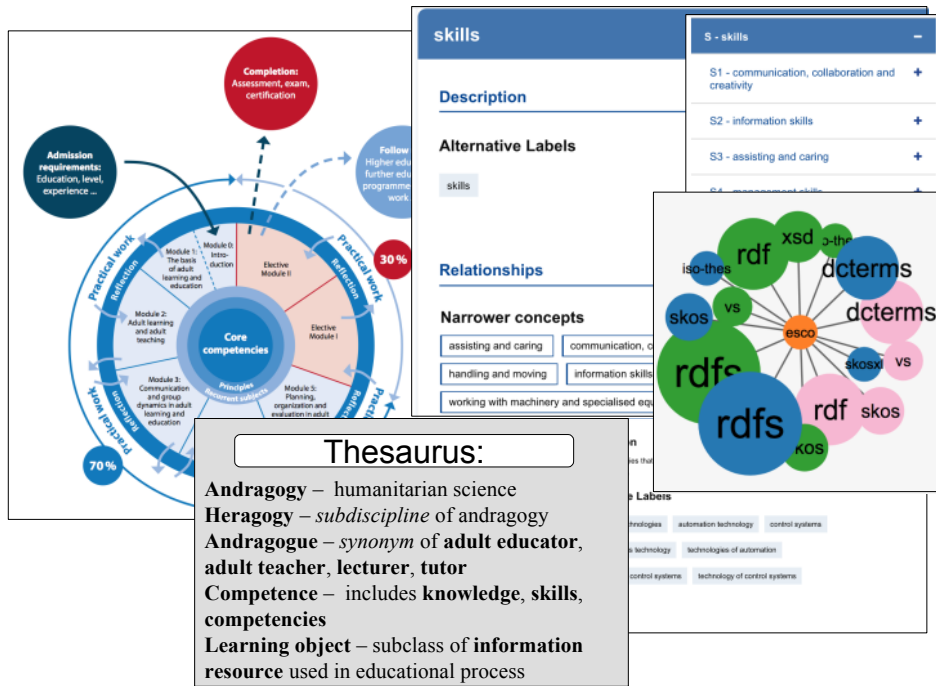 Completion:
Assessment, exam,
certification
Admission
requirements:
Education, level,
experience ...
Follow
Higher edu
further edu
programme
work
Practical work
Reflection
Module 1:
The basis
of adult
learning and
education
Module 0:
Intro-
duction
Elective
Module II
Practical work
Reflection
30 %
Module 2:
Adult learning
and adult
teaching
Core
competencies
Elective
Module I
Principles
Recurrent subjects
Module 3:
Communication
and group
dynamics in adult
learning and
education
Module 5:
Planning,
organization and
evaluation in adult
Practical work
Reflection
70 %
skills
Description
Alternative Labels
skills
Relationships
Narrower concepts
assisting and caring
communication, c
handling and moving
information skills
working with machinery and specialised equ
S - skills
S1 - communication, collaboration and
creativity
S2 - information skills
S3 - assisting and caring
S4 - management skills
rdf
xsd
iso-thes
dcterms
vs
skos
esco
dcterms
rdfs
skosxl
vs
rdfs
rdf
skos
kos
e Labels
automation technology
control systems
technology
technologies of automation
control systems
technology of control systems
Thesaurus:
Andragogy – humanitarian science
Heragogy – subdiscipline of andragogy
Andragogue – synonym of adult educator,
adult teacher, lecturer, tutor
Competence – includes knowledge, skills,
competencies
Learning object – subclass of information
resource used in educational process